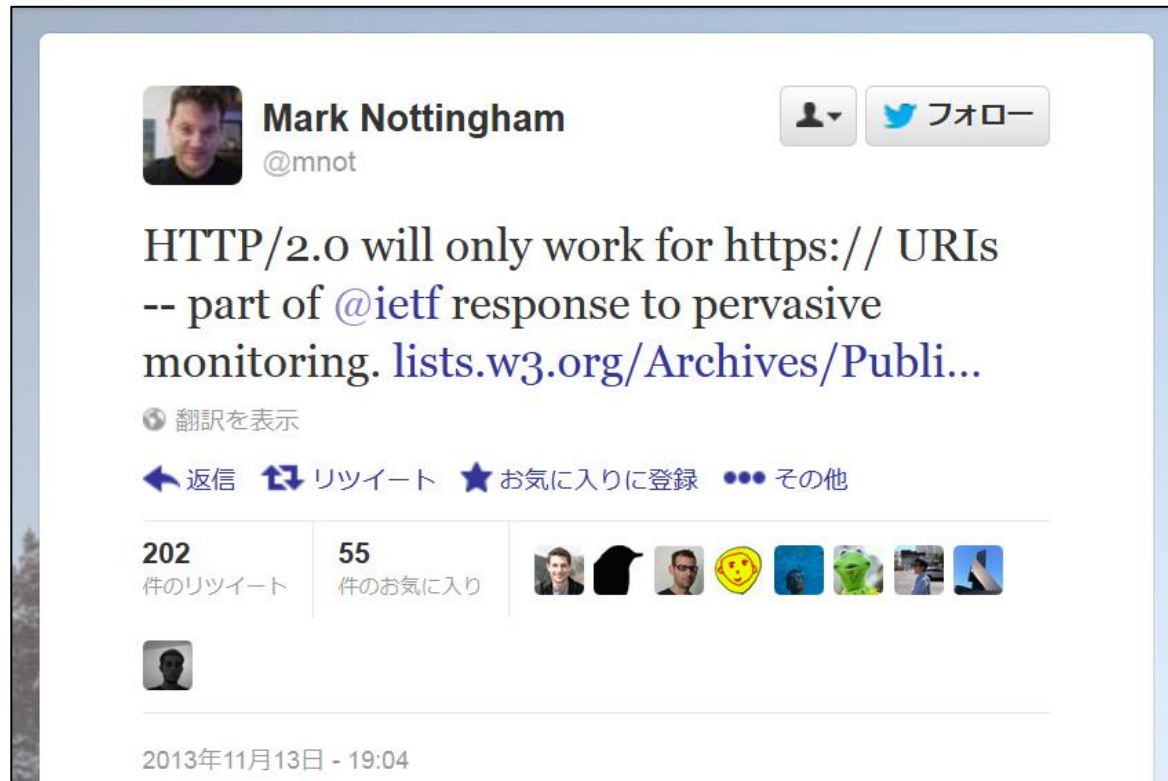 Mark Nottingham
@mnot
フォロー
HTTP/2.0 will only work for https:// URIs
-- part of @ietf response to pervasive
monitoring. lists.w3.org/Archives/Publi...
翻訳を表示
返信 リツイート お気に入りに登録 その他
202 55
件のリツイート 件のお気に入り
2013年11月13日 - 19:04